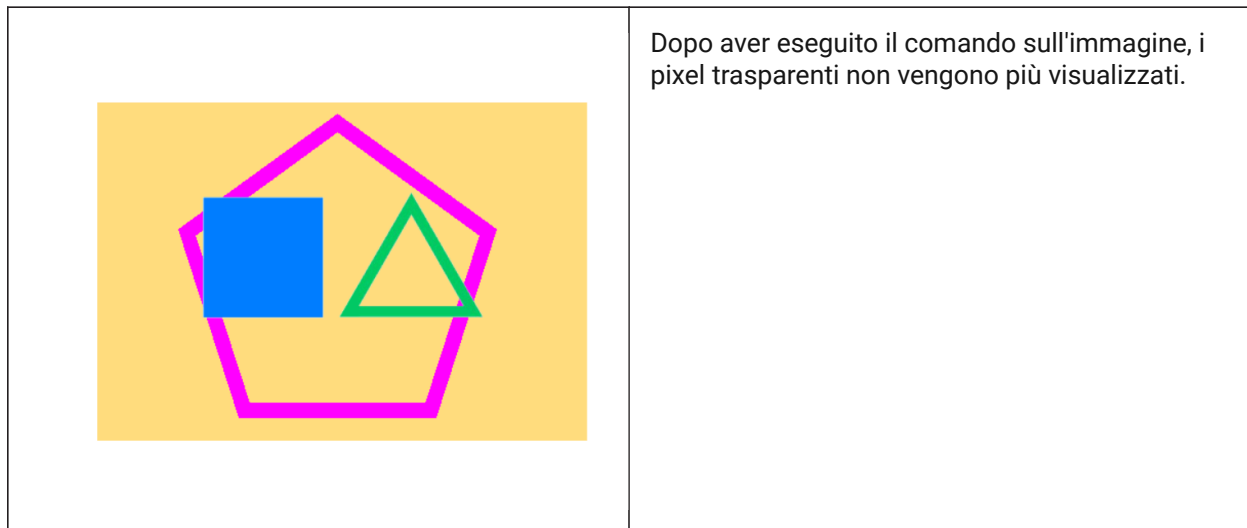 Dopo aver eseguito il comando sull'immagine, i
pixel trasparenti non vengono più visualizzati.